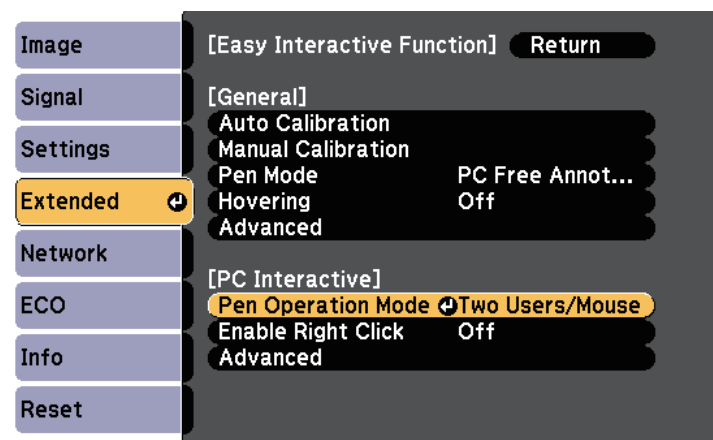 Image
Signal
Settings
Extended
Network
ECO
Info
Reset
[Easy Interactive Function] Return
[General]
Auto Calibration
Manual Calibration
Pen Mode PC Free Annot...
Hovering Off
Advanced
[PC Interactive]
Pen Operation Mode Two Users/Mouse
Enable Right Click Off
Advanced